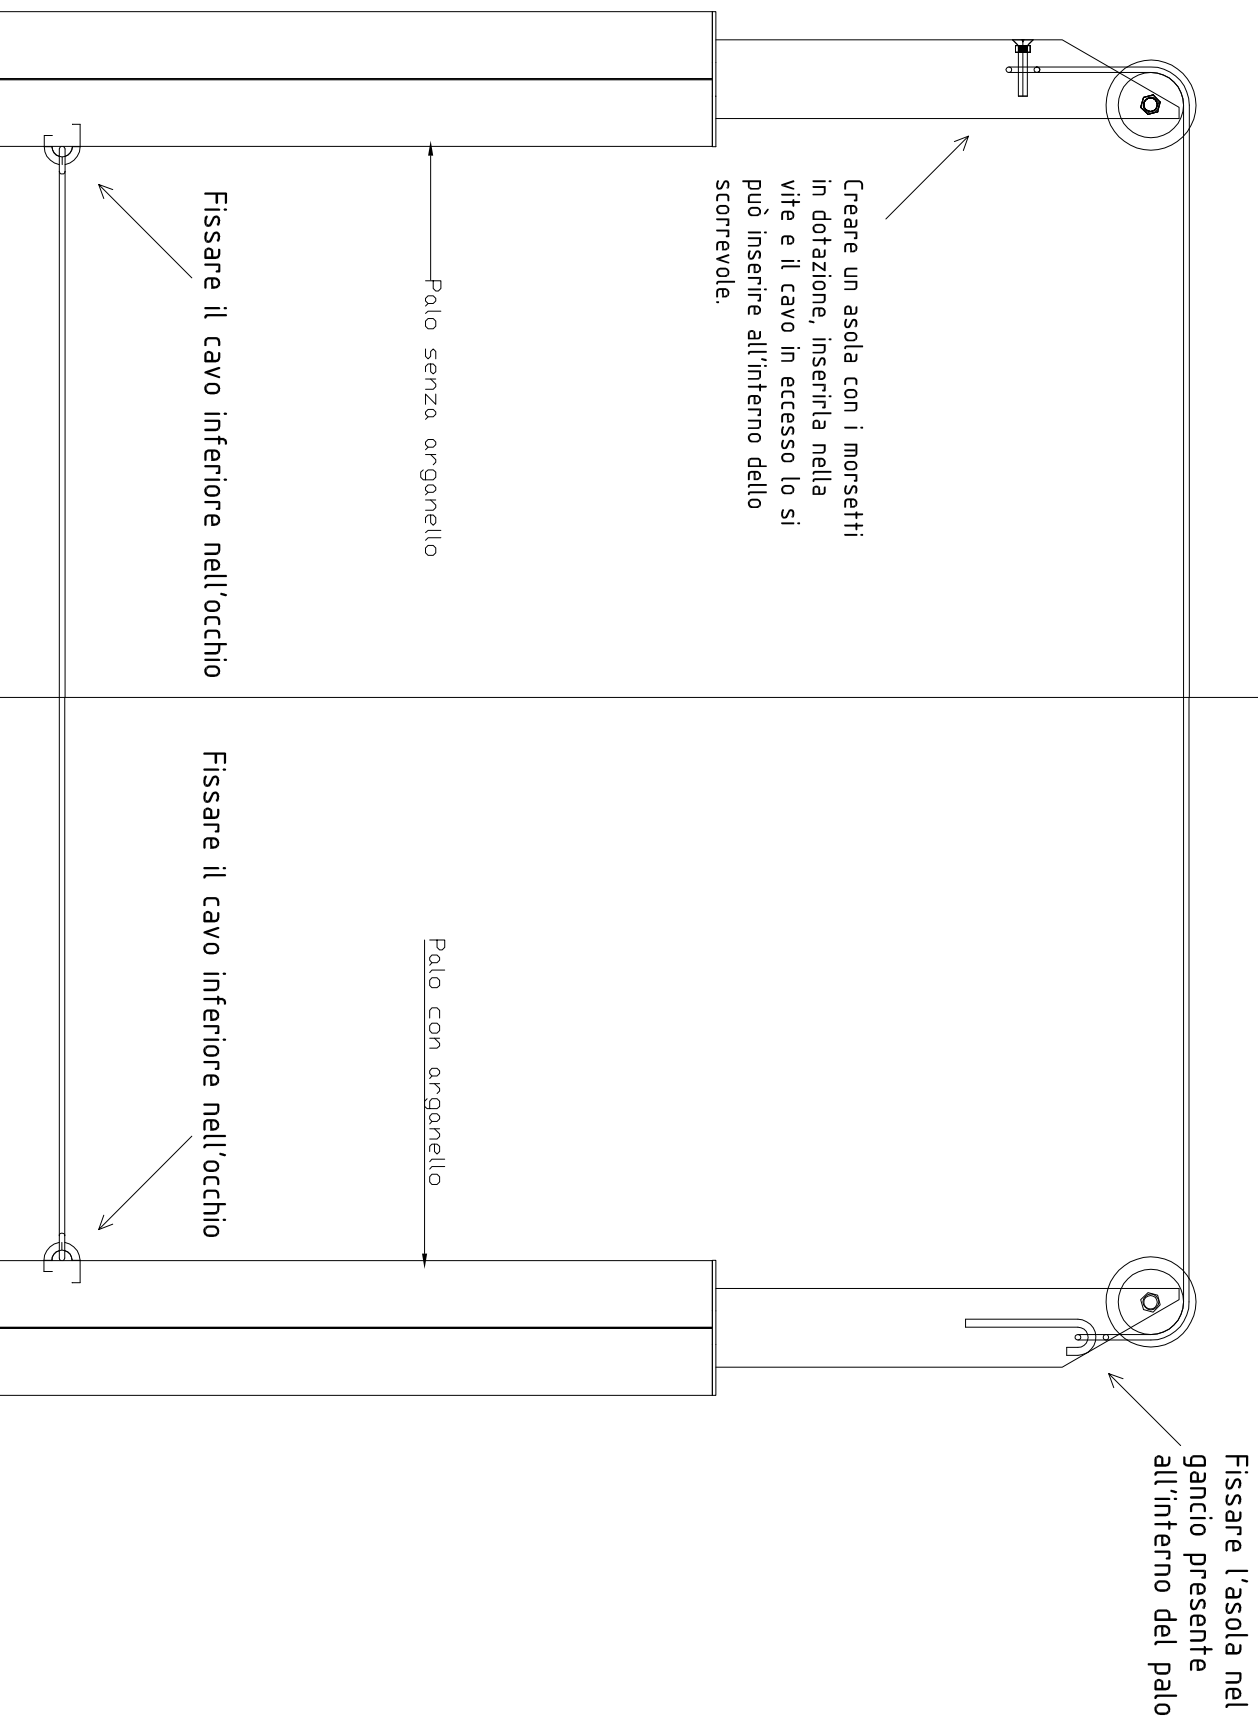 Fissare l'asola nel
gancio presente
all'interno del palo
Creare un asola con i morsetti
in dotazione, inserirla nella
vite e il cavo in eccesso lo si
può inserire all'interno dello
scorrevole.
Palo senza arganello
Palo con arganello
Fissare il cavo inferiore nell'occhio
Fissare il cavo inferiore nell'occhio